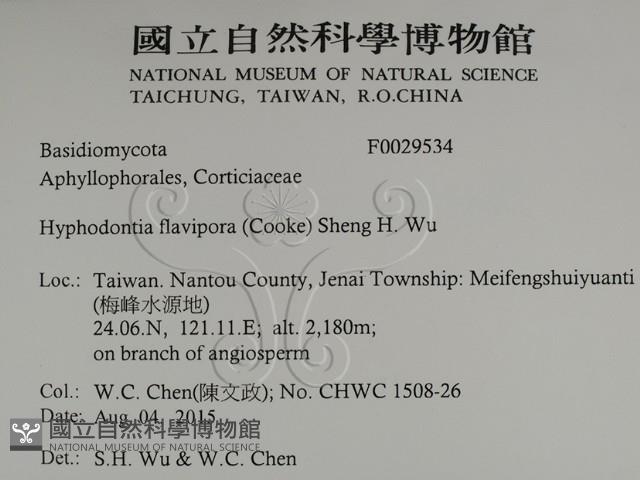 國立自然科學博物館
NATIONAL MUSEUM OF NATURAL SCIENCE
TAICHUNG, TAIWAN, R.O.CHINA
Basidiomycota F0029534
Aphyllophorales, Corticiaceae
Hyphodontia flavipora (Cooke) Sheng H. Wu
Loc.: Taiwan. Nantou County, Jenai Township: Meifengshuiyuanti
(梅峰水源地)
24.06.N, 121.11.E; alt. 2,180m;
on branch of angiosperm
Col.: W.C. Chen(陳文政); No. CHWC 1508-26
Date: Aug. 04, 2015
國立自然科學博物館
NATIONAL MUSEUM OF NATURAL SCIENCE
Det.: S.H. Wu & W.C. Chen